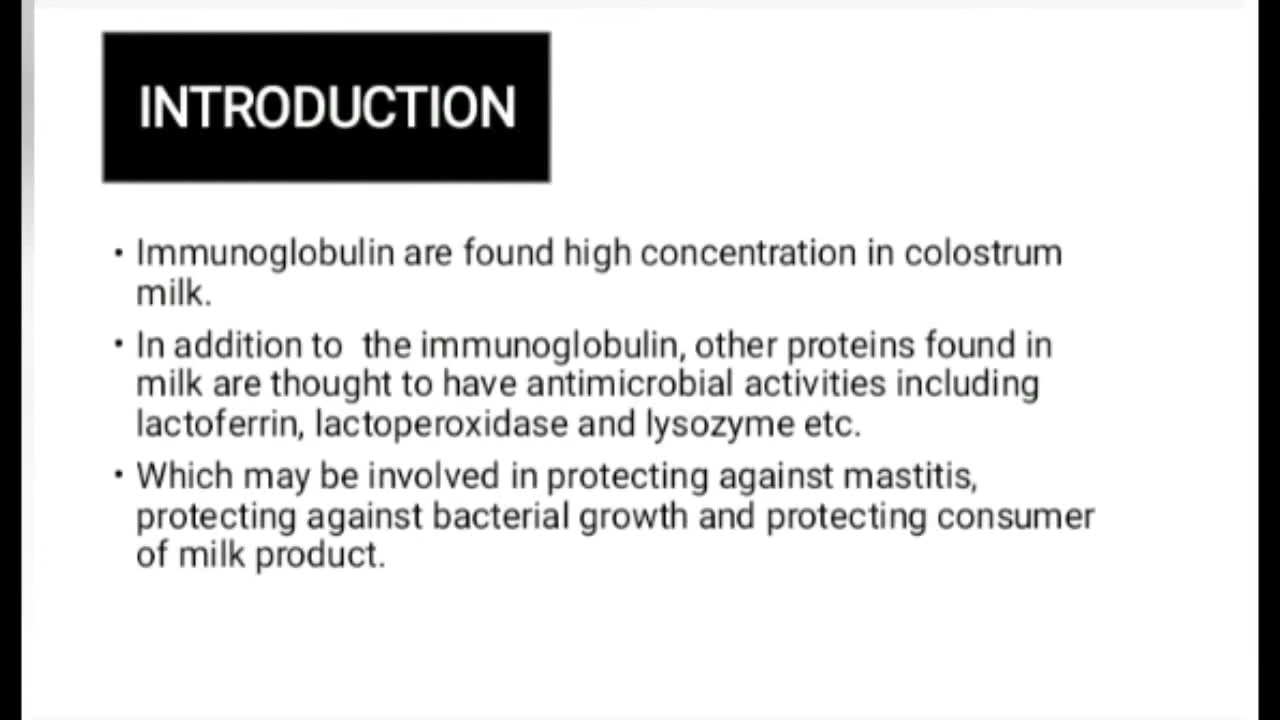 INTRODUCTION
• Immunoglobulin are found high concentration in colostrum
milk.
• In addition to  the immunoglobulin, other proteins found in
milk are thought to have antimicrobial activities including
lactoferrin, lactoperoxidase and lysozyme etc.
• Which may be involved in protecting against mastitis,
protecting against bacterial growth and protecting consumer
of milk product.